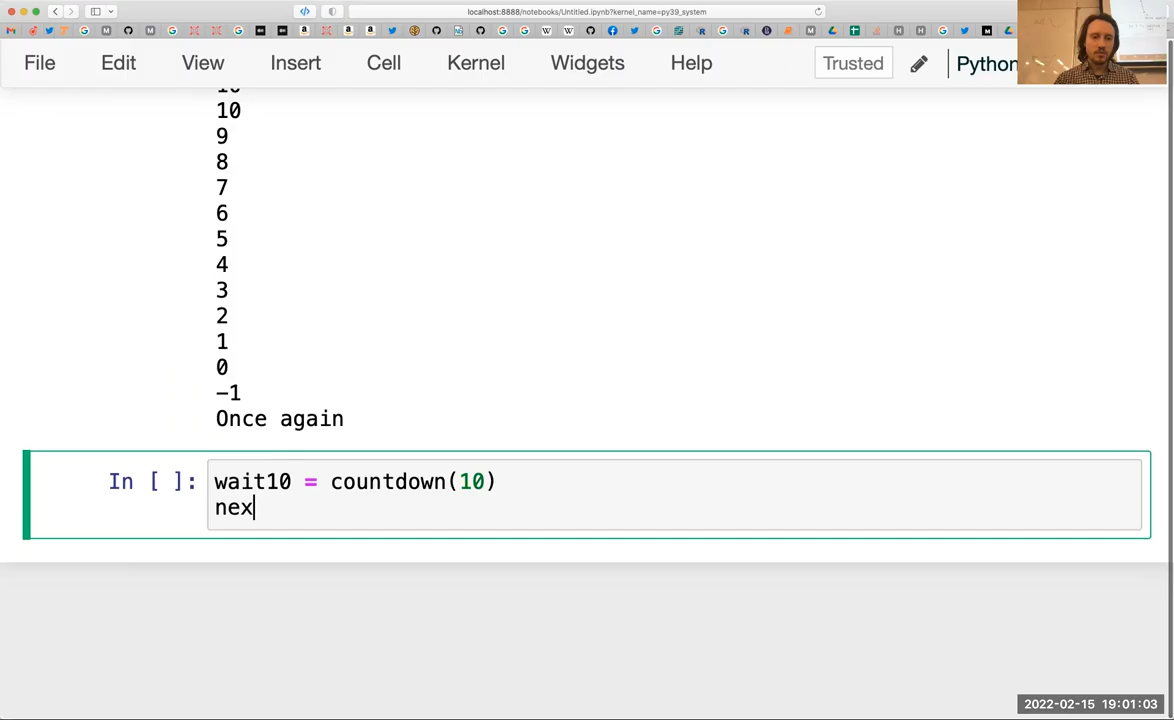 localhost:8888/notebooks/Untitled.ipynb?kernel_name=py39_system
File Edit View Insert Cell Kernel Widgets Help Trusted Python
10
9
8
7
6
5
4
3
2
1
0
-1
Once again
In [ ]: wait10 = countdown(10)
nex
2022-02-15 19:01:03